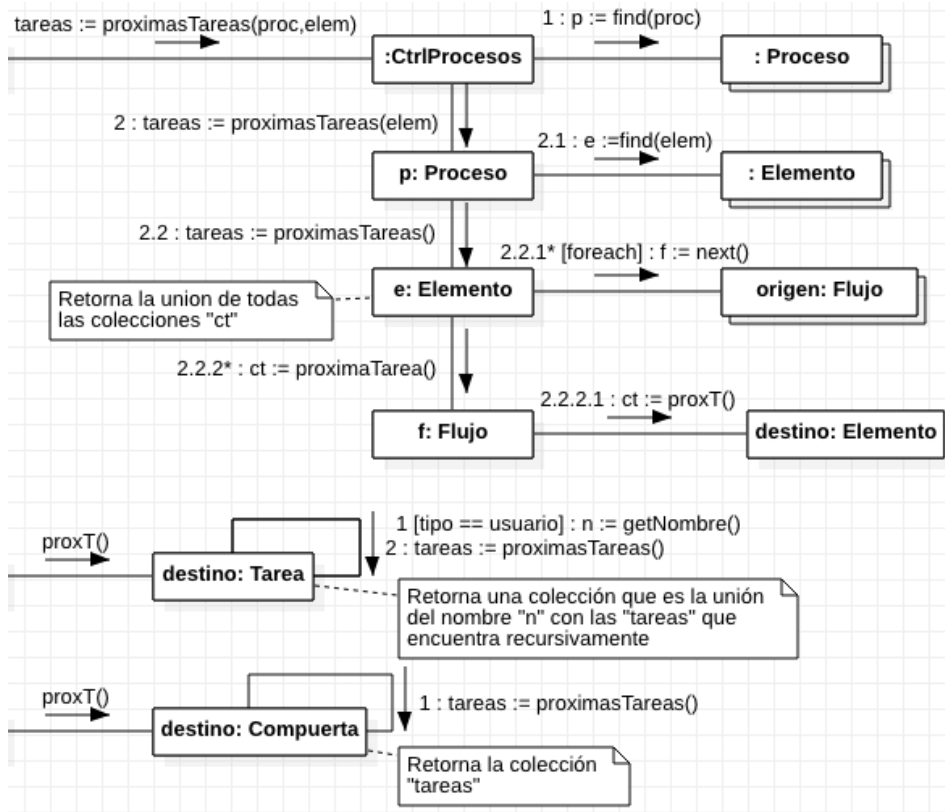 tareas := proximasTareas(proc,elem)
1 : p := find(proc)
:CtrlProcesos
: Proceso
2 : tareas := proximasTareas(elem)
2.1 : e :=find(elem)
p: Proceso
: Elemento
2.2 : tareas := proximasTareas()
2.2.1* [foreach] : f := next()
Retorna la union de todas
las colecciones "ct"
e: Elemento
origen: Flujo
2.2.2* : ct := proximaTarea()
2.2.2.1 : ct := proxT()
f: Flujo
destino: Elemento
proxT()
1 [tipo == usuario] : n := getNombre()
2 : tareas := proximasTareas()
destino: Tarea
Retorna una colección que es la unión
del nombre "n" con las "tareas" que
encuentra recursivamente
proxT()
1 : tareas := proximasTareas()
destino: Compuerta
Retorna la colección
"tareas"